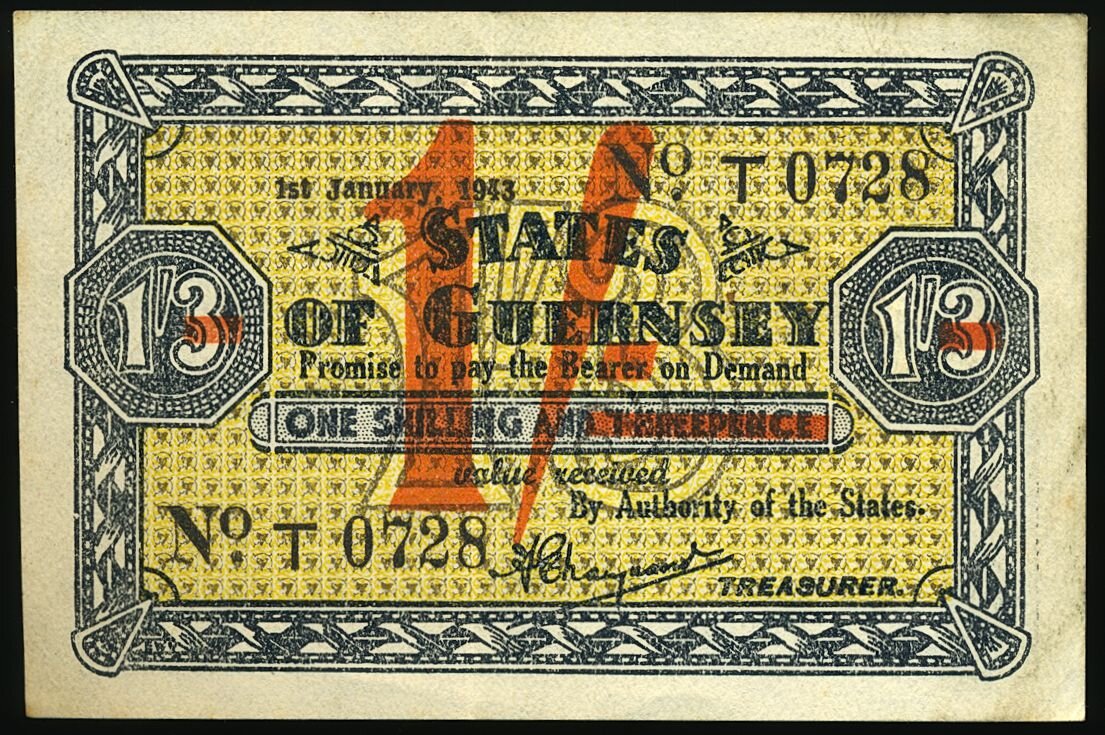 1st January, 1943
No. T 0728
STATES
1/3
OF GUERNSEY
1/3
1/-
Promise to pay the Bearer on Demand
ONE SHILLING AND THREEPENCE
value received
By Authority of the States.
No. T 0728
TREASURER.